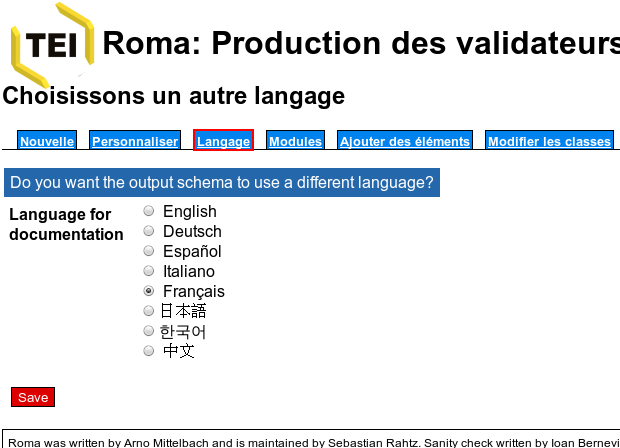 TEI
Roma: Production des validateurs
Choisissons un autre langage
Nouvelle Personnaliser Langage Modules Ajouter des éléments Modifier les classes
Do you want the output schema to use a different language?
Language for documentation
English
Deutsch
Español
Italiano
Français
日本語
한국어
中文
Save
Roma was written by Arno Mittelbach and is maintained by Sebastian Rahtz. Sanity check written by Ioan